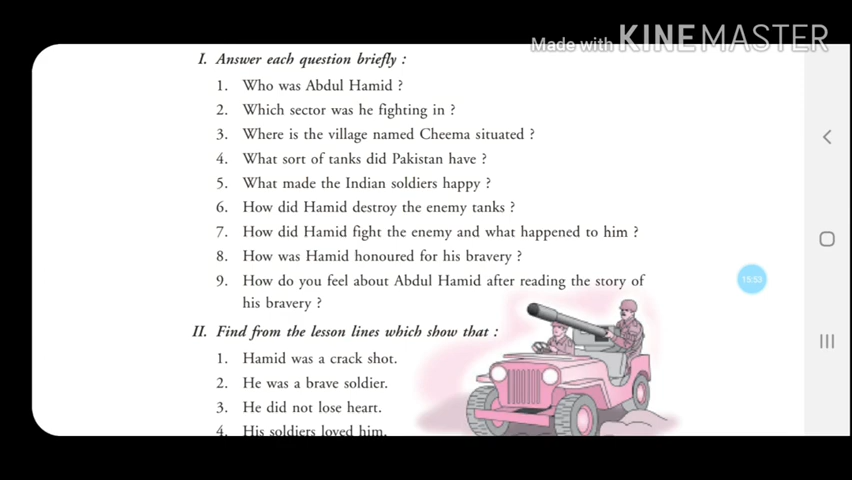 Made with KINEMASTER
I. Answer each question briefly :
1. Who was Abdul Hamid ?
2. Which sector was he fighting in ?
3. Where is the village named Cheema situated ?
4. What sort of tanks did Pakistan have ?
5. What made the Indian soldiers happy ?
6. How did Hamid destroy the enemy tanks ?
7. How did Hamid fight the enemy and what happened to him ?
8. How was Hamid honoured for his bravery ?
9. How do you feel about Abdul Hamid after reading the story of
his bravery ?
15:53
II. Find from the lesson lines which show that :
1. Hamid was a crack shot.
2. He was a brave soldier.
3. He did not lose heart.
4. His soldiers loved him.